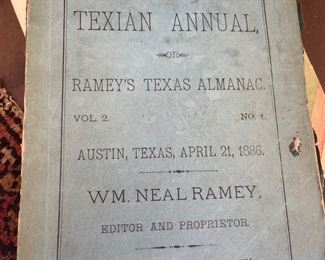 TEXIAN ANNUAL,
OR
RAMEY'S TEXAS ALMANAC.
VOL. 2. NO. 1.
AUSTIN, TEXAS, APRIL 21, 1886.
WM. NEAL RAMEY,
EDITOR AND PROPRIETOR.